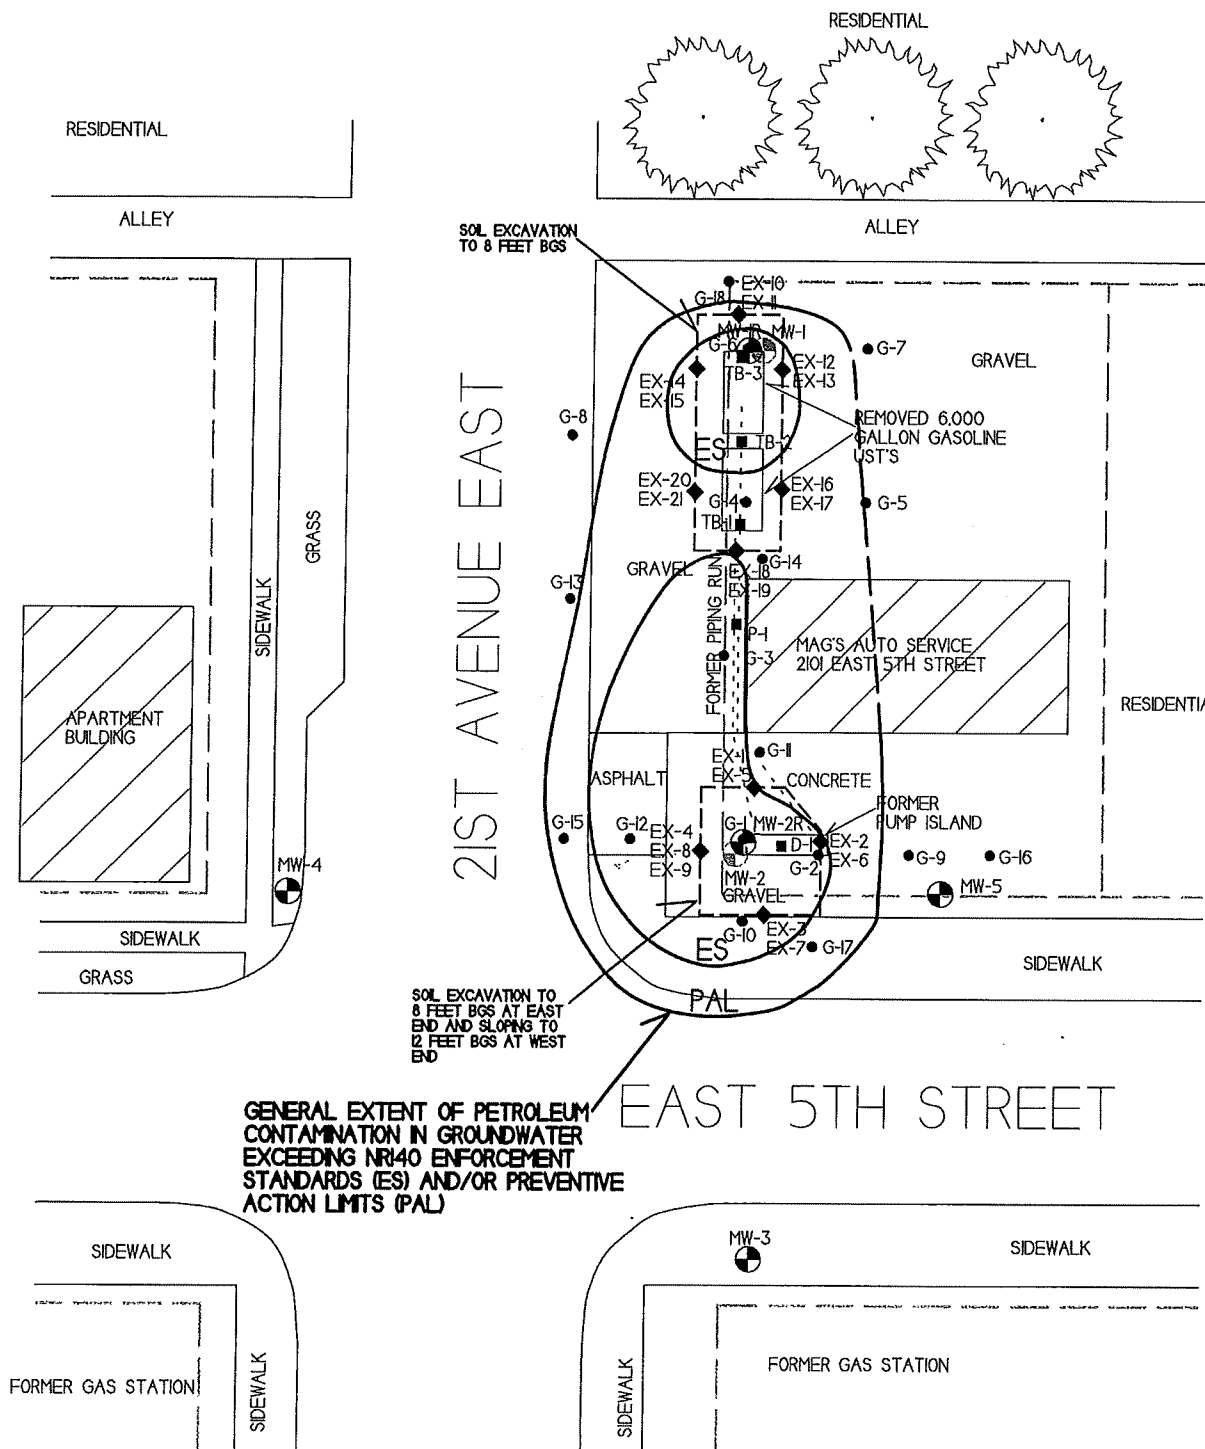 RESIDENTIAL
RESIDENTIAL
ALLEY
ALLEY
SOIL EXCAVATION
TO 8 FEET BGS
EX-10
G-18
EX-11
MW-1R
MW-1
G-6
G-7
GRAVEL
TB-3
EX-12
EX-13
EX-14
EX-15
G-8
REMOVED 6,000
GALLON GASOLINE
UST'S
TB-2
ES
EX-20
EX-21
EX-16
EX-17
G-4
G-5
TB-1
21ST AVENUE EAST
GRASS
SIDEWALK
GRAVEL
G-14
EX-18
EX-19
G-13
FORMER PIPING RUN
P-1
G-3
MAG'S AUTO SERVICE
2101 EAST 5TH STREET
RESIDENTIA
APARTMENT
BUILDING
G-11
EX-1
EX-5
ASPHALT
CONCRETE
FORMER
PUMP ISLAND
G-15
G-12
G-1
MW-2R
EX-4
EX-8
EX-9
D-1
EX-2
EX-6
G-2
G-9
G-16
MW-4
MW-2
MW-5
GRAVEL
G-10
EX-3
EX-7
G-17
ES
SIDEWALK
GRASS
SIDEWALK
PAL
SOIL EXCAVATION TO
8 FEET BGS AT EAST
END AND SLOPING TO
12 FEET BGS AT WEST
END
GENERAL EXTENT OF PETROLEUM
CONTAMINATION IN GROUNDWATER
EXCEEDING NR140 ENFORCEMENT
STANDARDS (ES) AND/OR PREVENTIVE
ACTION LIMITS (PAL)
EAST 5TH STREET
SIDEWALK
MW-3
SIDEWALK
FORMER GAS STATION
SIDEWALK
SIDEWALK
FORMER GAS STATION